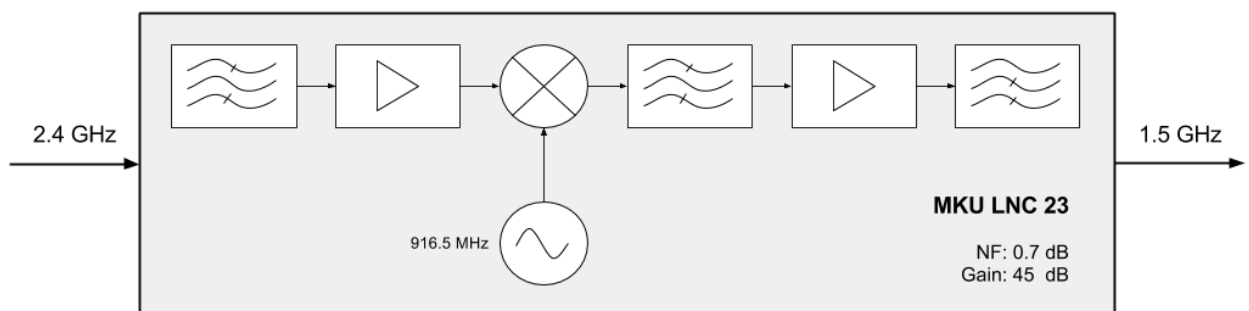 2.4 GHz
1.5 GHz
916.5 MHz
MKU LNC 23
NF: 0.7 dB
Gain: 45 dB